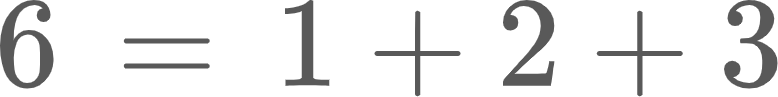 6 = 1 + 2 + 3